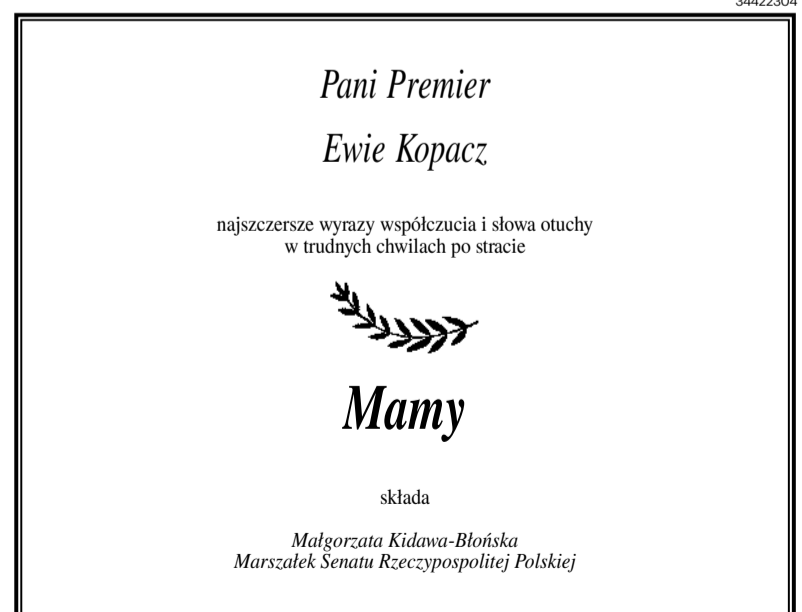 34422304
Pani Premier
Ewie Kopacz
najszczersze wyrazy współczucia i słowa otuchy
w trudnych chwilach po stracie
Mamy
składa
Małgorzata Kidawa-Błońska
Marszałek Senatu Rzeczypospolitej Polskiej